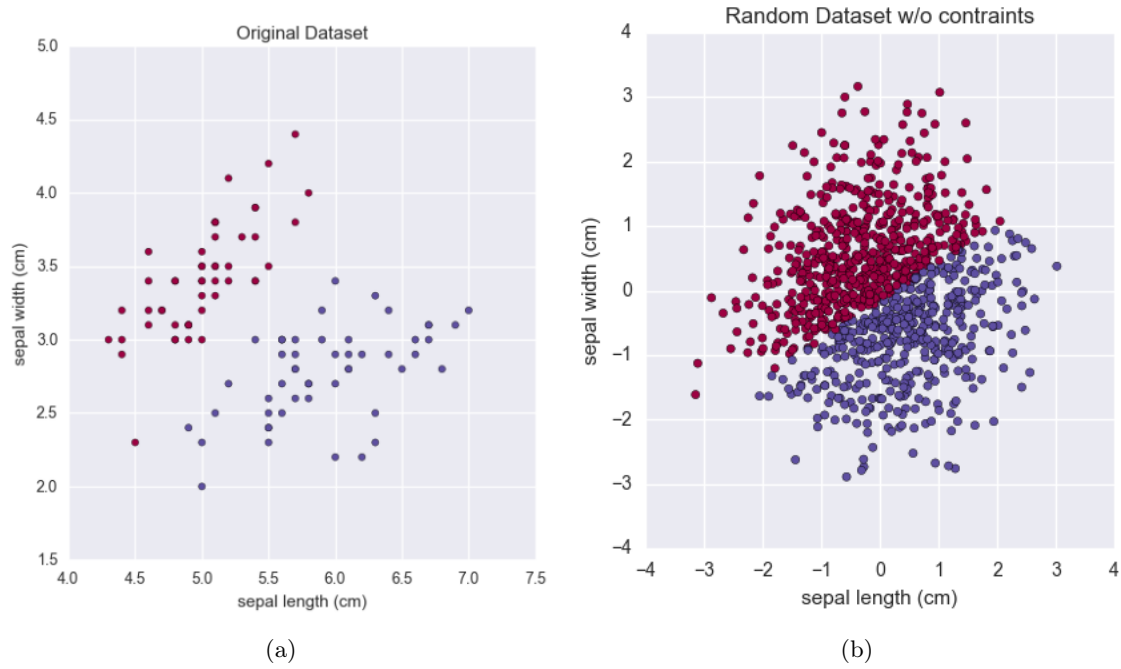 Original Dataset
5.0
4.5
4.0
3.5
3.0
2.5
2.0
1.5
sepal width (cm)
4.0 4.5 5.0 5.5 6.0 6.5 7.0 7.5
sepal length (cm)
(a)
Random Dataset w/o contraints
4
3
2
1
0
−1
−2
−3
−4
sepal width (cm)
−4 −3 −2 −1 0 1 2 3 4
sepal length (cm)
(b)